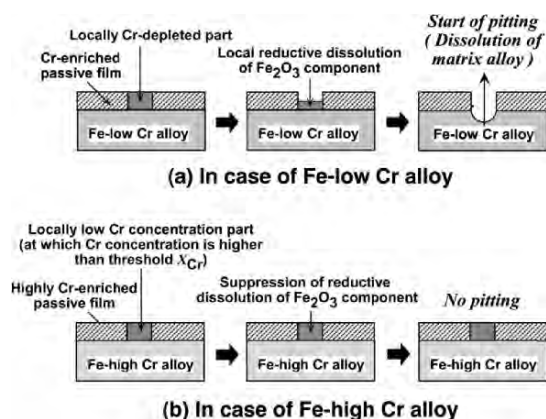 Locally Cr-depleted part
Cr-enriched
passive film
Local reductive dissolution
of Fe₂O₃ component
Start of pitting
( Dissolution of
matrix alloy )
Fe-low Cr alloy
Fe-low Cr alloy
Fe-low Cr alloy
(a) In case of Fe-low Cr alloy
Locally low Cr concentration part
(at which Cr concentration is higher
than threshold XCr)
Highly Cr-enriched
passive film
Suppression of reductive
dissolution of Fe₂O₃ component
No pitting
Fe-high Cr alloy
Fe-high Cr alloy
Fe-high Cr alloy
(b) In case of Fe-high Cr alloy